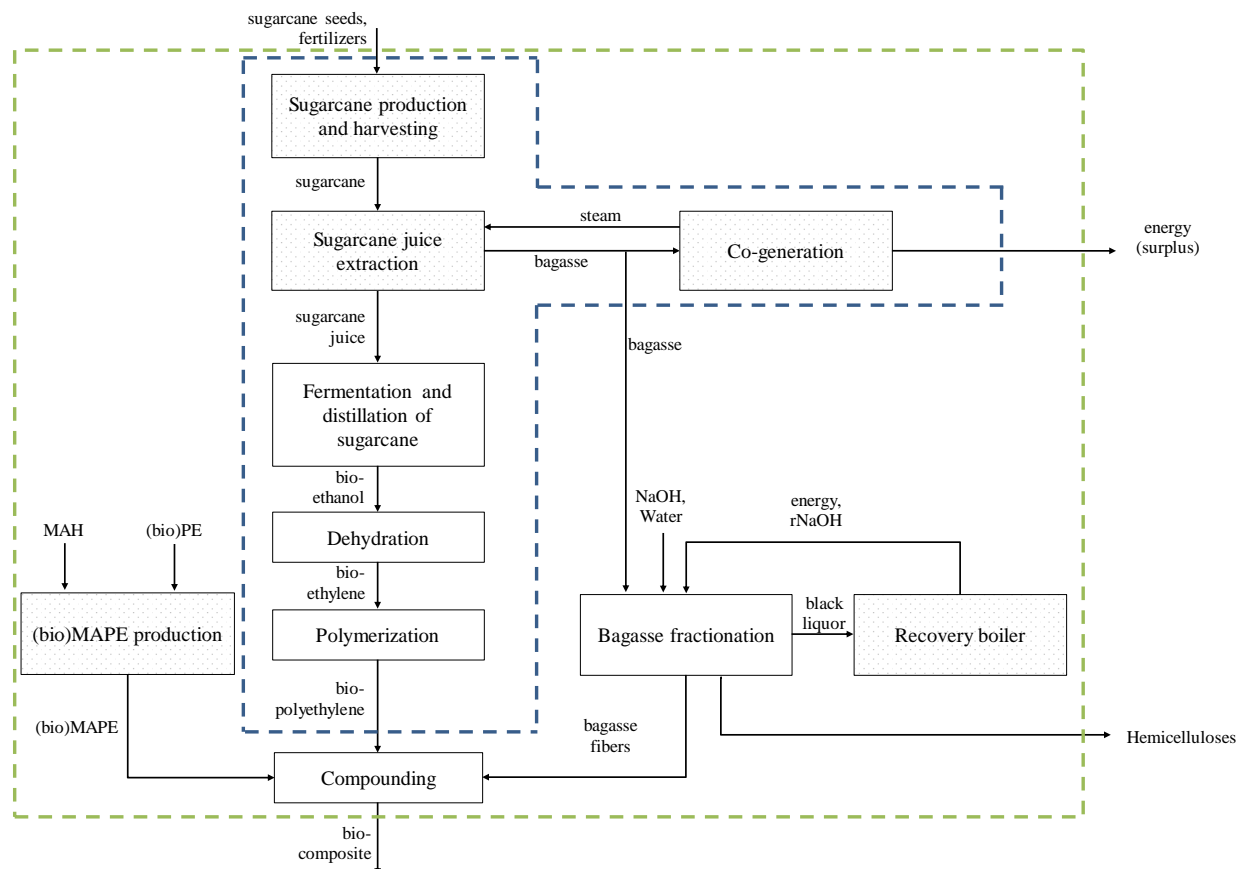 sugarcane seeds,
fertilizers
Sugarcane production
and harvesting
sugarcane
steam
Sugarcane juice
extraction
bagasse
Co-generation
energy
(surplus)
sugarcane
juice
bagasse
Fermentation and
distillation of
sugarcane
bio-
ethanol
NaOH,
Water
energy,
rNaOH
MAH
(bio)PE
Dehydration
bio-
ethylene
(bio)MAPE production
Polymerization
Bagasse fractionation
black
liquor
Recovery boiler
bio-
polyethylene
(bio)MAPE
bagasse
fibers
Hemicelluloses
Compounding
bio-
composite